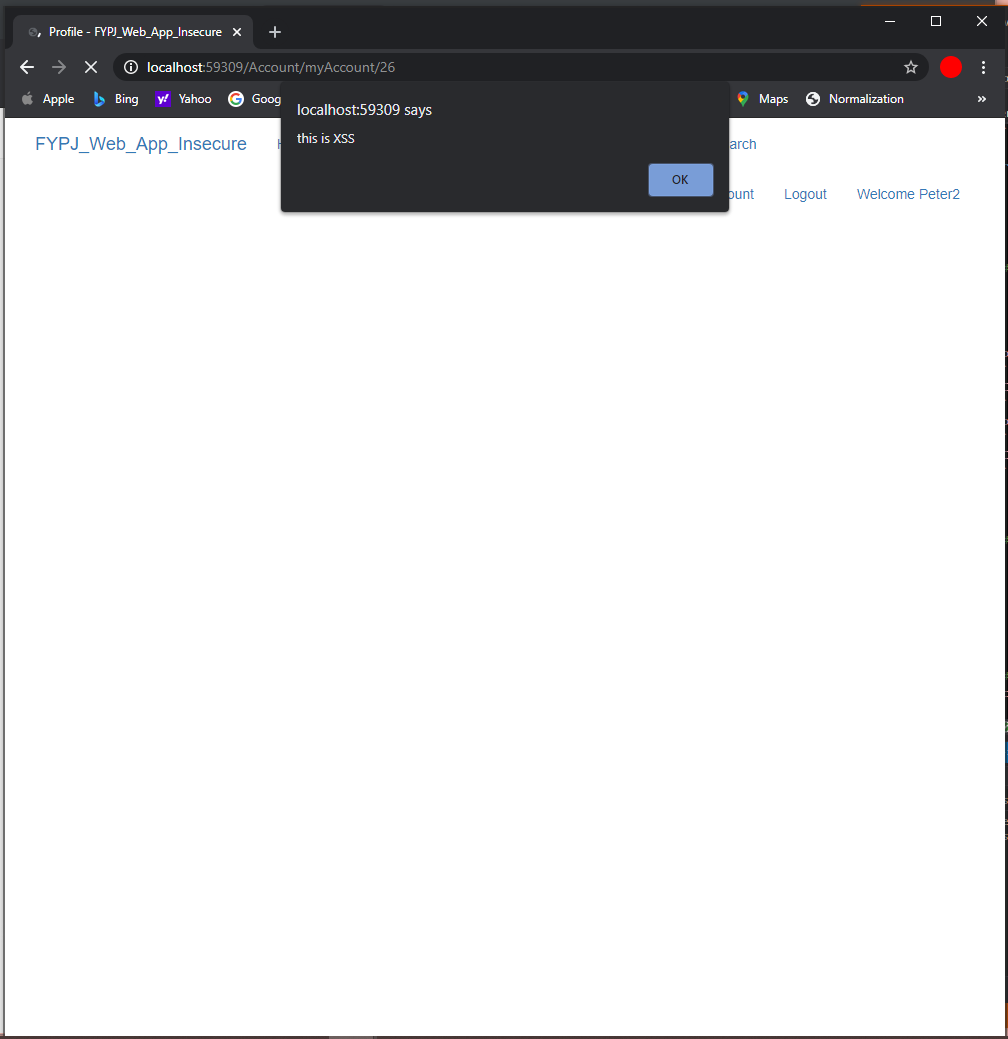 Profile - FYPJ_Web_App_Insecure
localhost:59309/Account/myAccount/26
Apple Bing Yahoo Goog Maps Normalization »
localhost:59309 says
this is XSS
OK
FYPJ_Web_App_Insecure arch
ount Logout Welcome Peter2